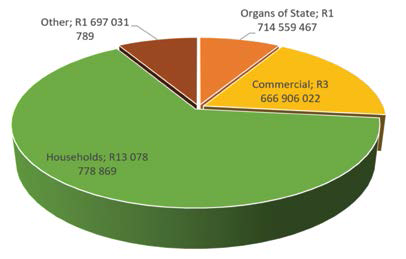 Other; R1 697 031
789
Organs of State; R1
714 559 467
Commercial; R3
666 906 022
Households; R13 078
778 869